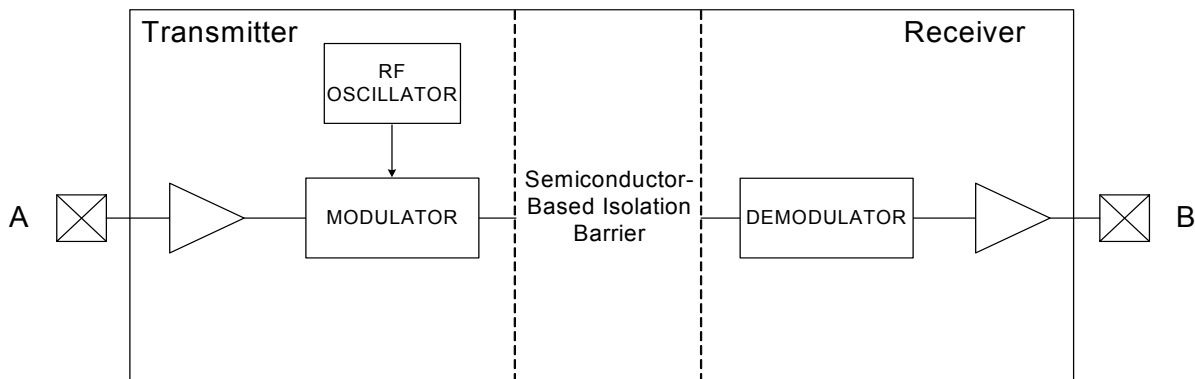 Transmitter
Receiver
RF
OSCILLATOR
A
MODULATOR
Semiconductor-
Based Isolation
Barrier
DEMODULATOR
B